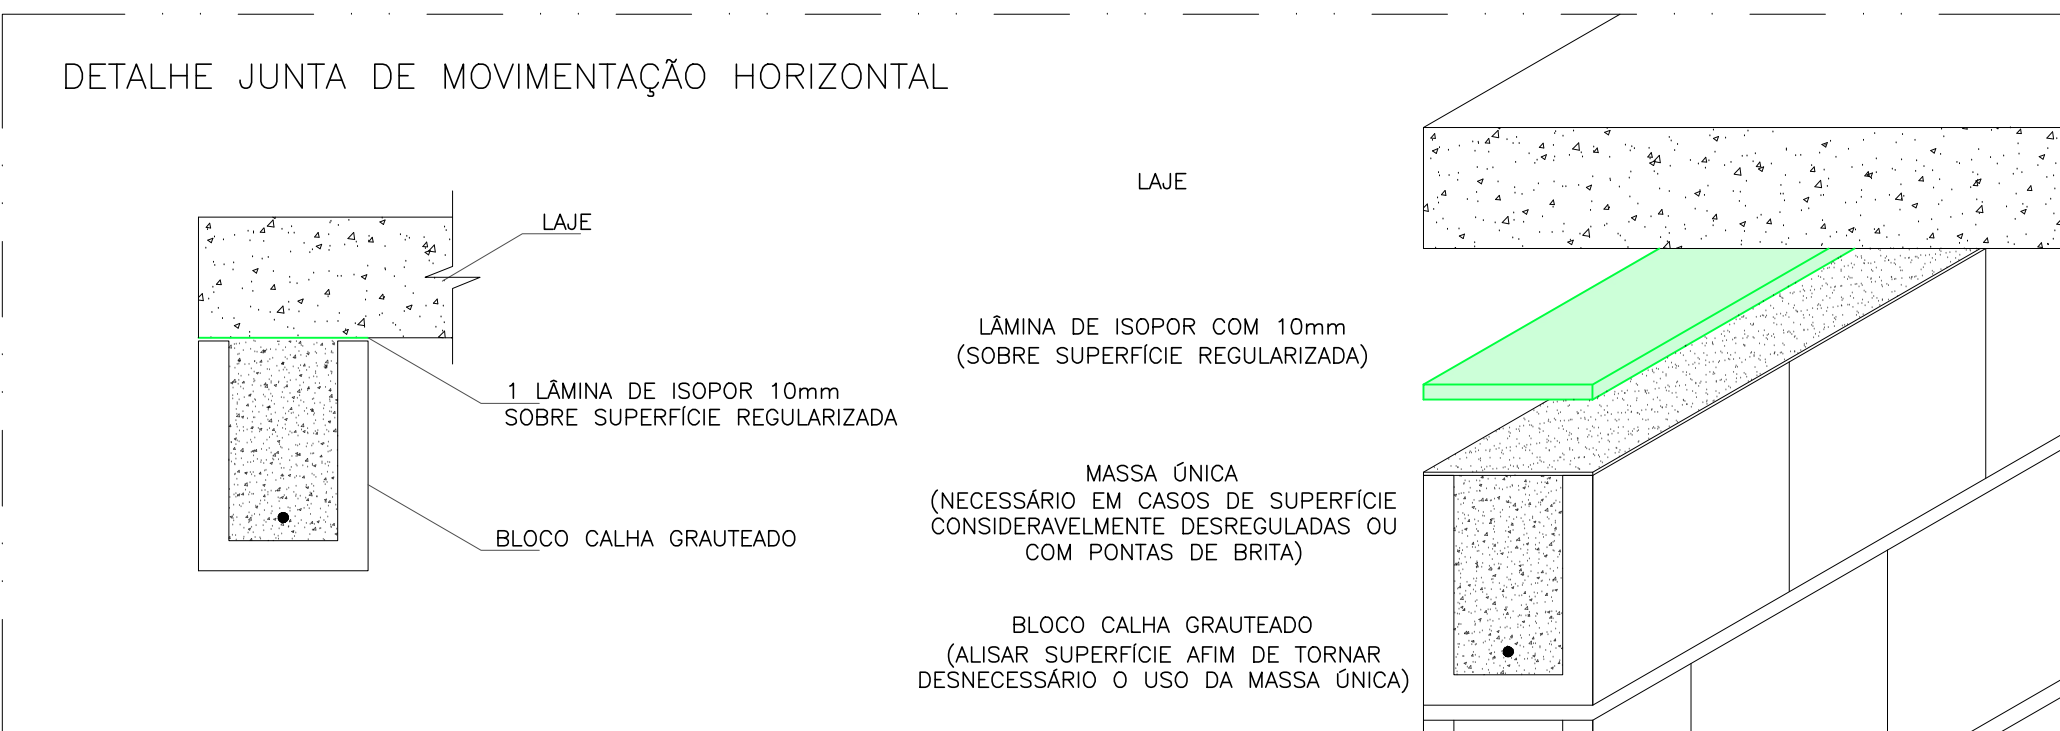 DETALHE JUNTA DE MOVIMENTAÇÃO HORIZONTAL
LAJE
1 LÂMINA DE ISOPOR 10mm
SOBRE SUPERFÍCIE REGULARIZADA
BLOCO CALHA GRAUTEADO
LAJE
LÂMINA DE ISOPOR COM 10mm
(SOBRE SUPERFÍCIE REGULARIZADA)
MASSA ÚNICA
(NECESSÁRIO EM CASOS DE SUPERFÍCIE
CONSIDERAVELMENTE DESREGULADAS OU
COM PONTAS DE BRITA)
BLOCO CALHA GRAUTEADO
(ALISAR SUPERFÍCIE AFIM DE TORNAR
DESNECESSÁRIO O USO DA MASSA ÚNICA)